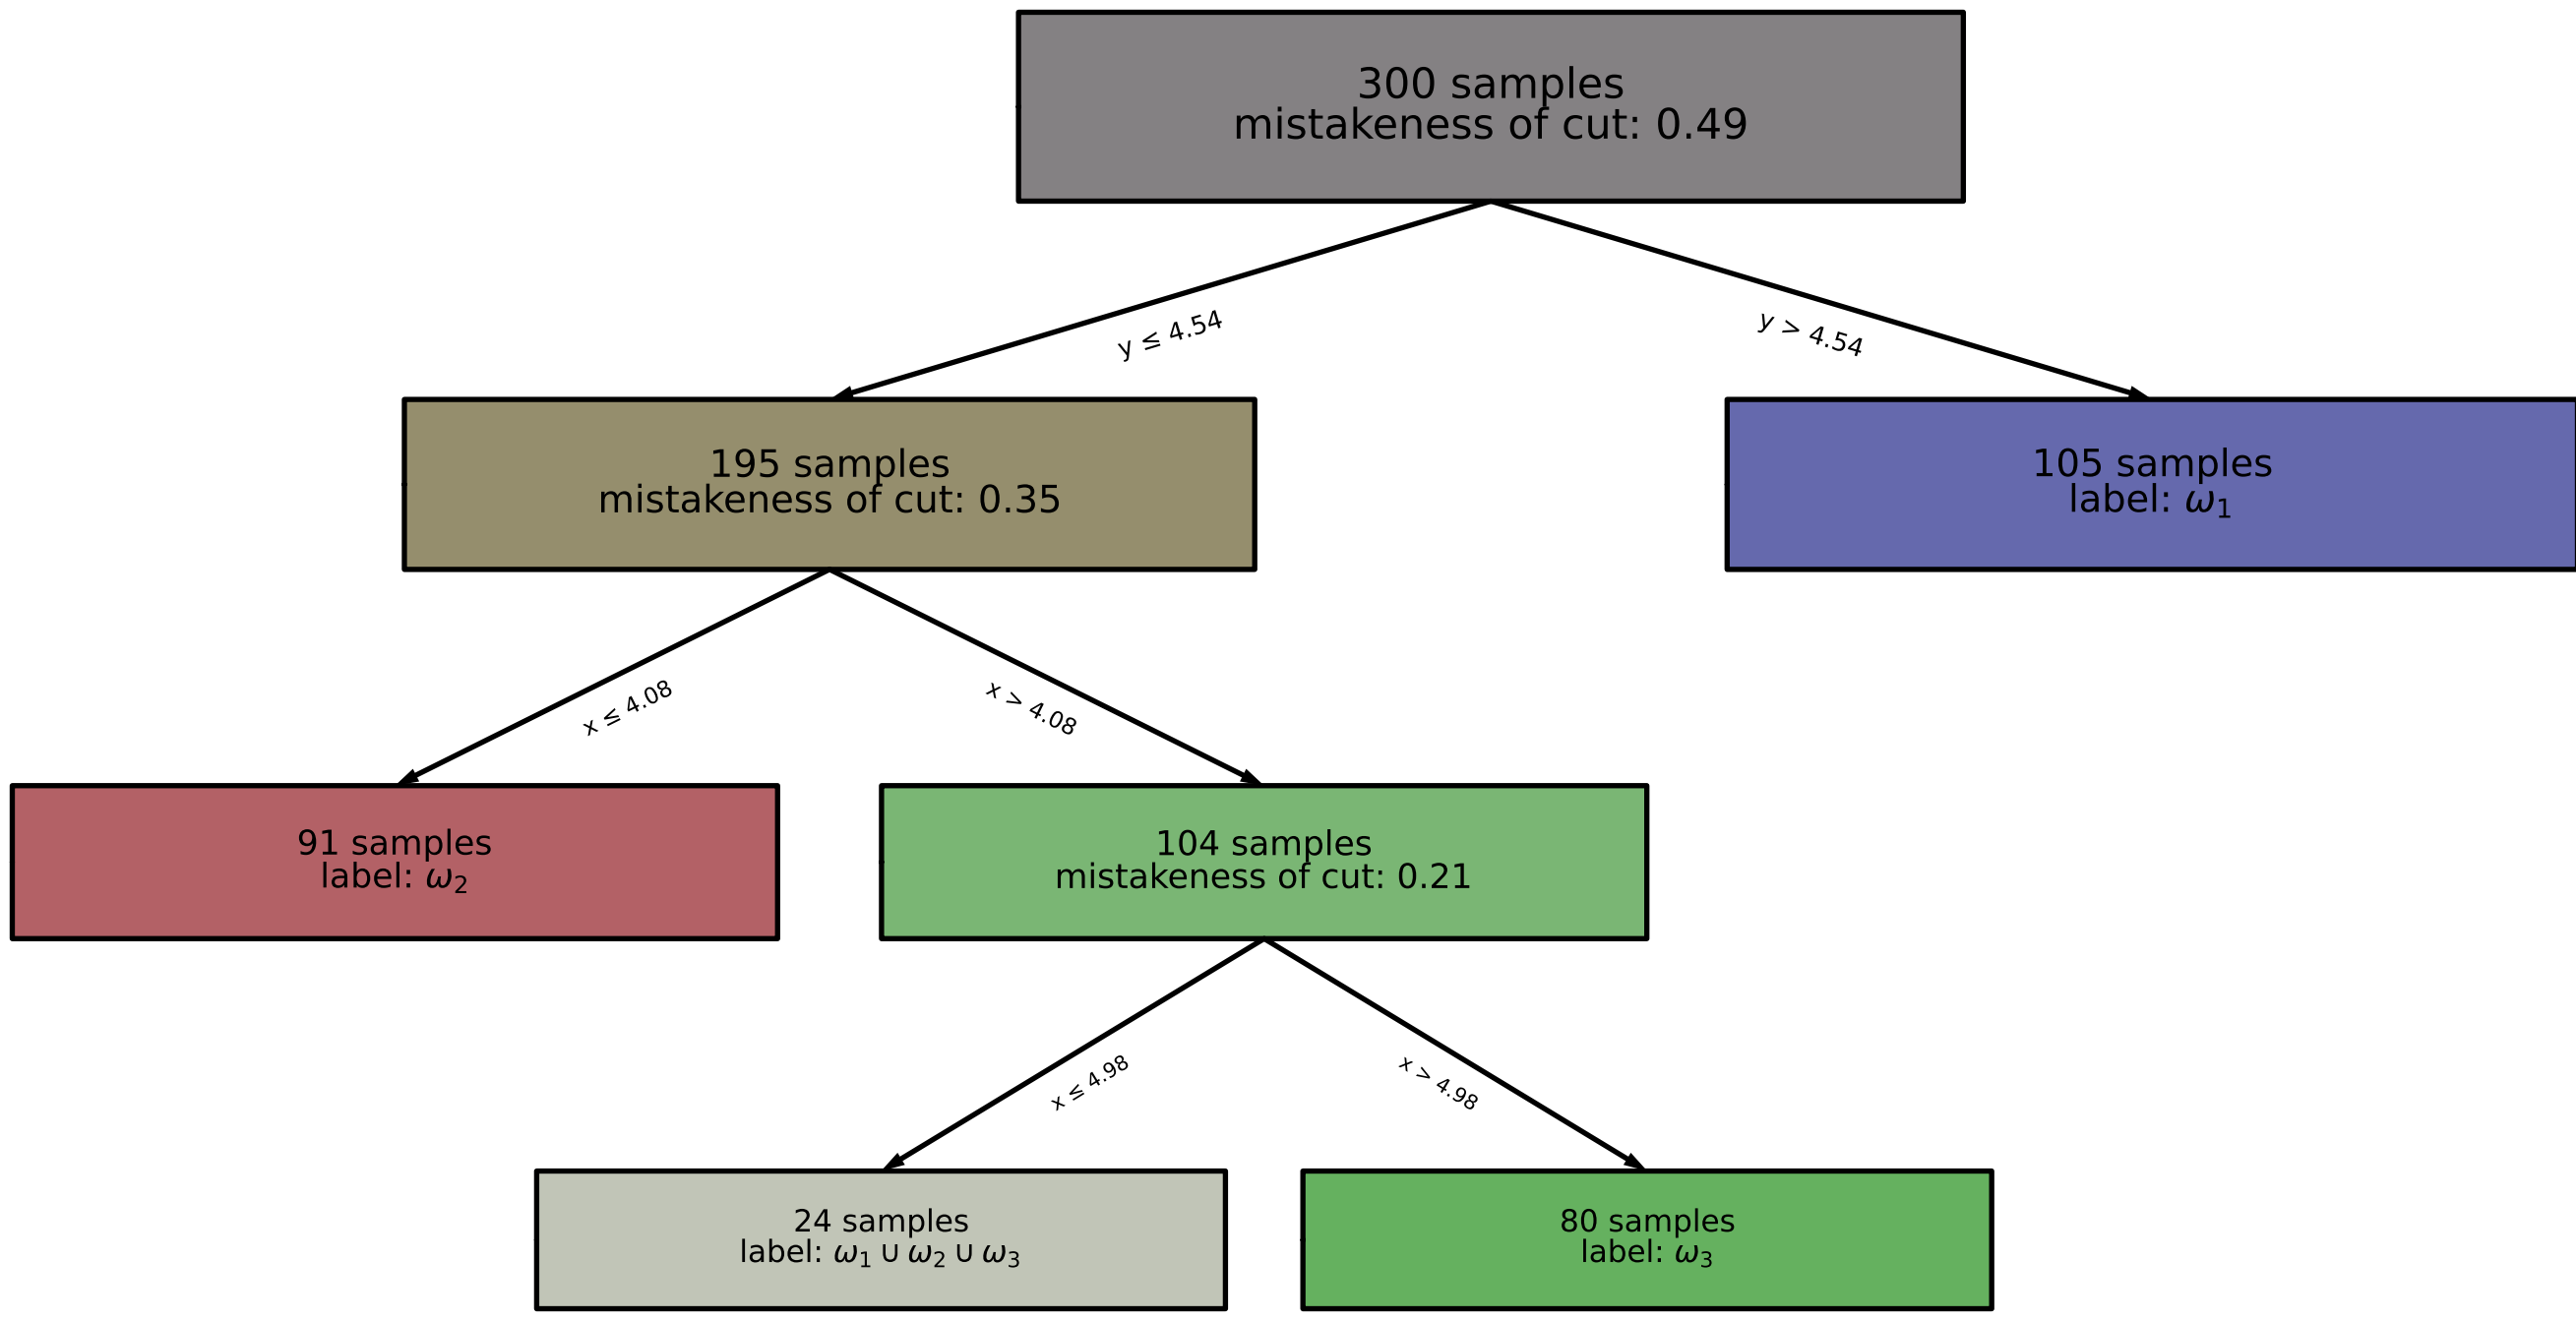 300 samples
mistakeness of cut: 0.49
y ≤ 4.54
y > 4.54
195 samples
mistakeness of cut: 0.35
105 samples
label: ω₁
x ≤ 4.08
x > 4.08
91 samples
label: ω₂
104 samples
mistakeness of cut: 0.21
x ≤ 4.98
x > 4.98
24 samples
label: ω₁ ∪ ω₂ ∪ ω₃
80 samples
label: ω₃